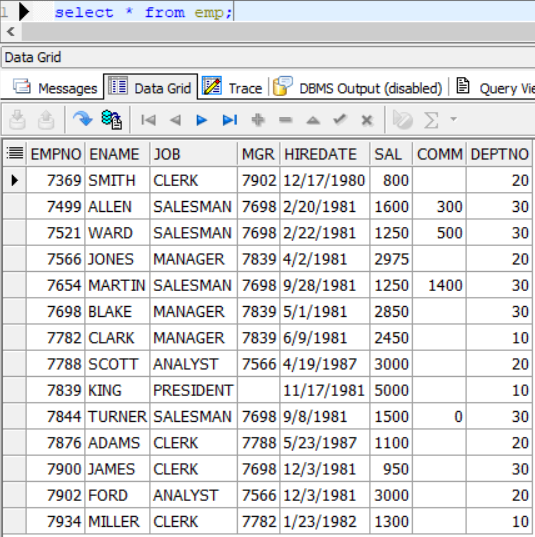 1 select * from emp;
Data Grid
Messages Data Grid Trace DBMS Output (disabled) Query Vie
EMPNO ENAME JOB MGR HIREDATE SAL COMM DEPTNO
7369 SMITH CLERK 7902 12/17/1980 800 20
7499 ALLEN SALESMAN 7698 2/20/1981 1600 300 30
7521 WARD SALESMAN 7698 2/22/1981 1250 500 30
7566 JONES MANAGER 7839 4/2/1981 2975 20
7654 MARTIN SALESMAN 7698 9/28/1981 1250 1400 30
7698 BLAKE MANAGER 7839 5/1/1981 2850 30
7782 CLARK MANAGER 7839 6/9/1981 2450 10
7788 SCOTT ANALYST 7566 4/19/1987 3000 20
7839 KING PRESIDENT 11/17/1981 5000 10
7844 TURNER SALESMAN 7698 9/8/1981 1500 0 30
7876 ADAMS CLERK 7788 5/23/1987 1100 20
7900 JAMES CLERK 7698 12/3/1981 950 30
7902 FORD ANALYST 7566 12/3/1981 3000 20
7934 MILLER CLERK 7782 1/23/1982 1300 10